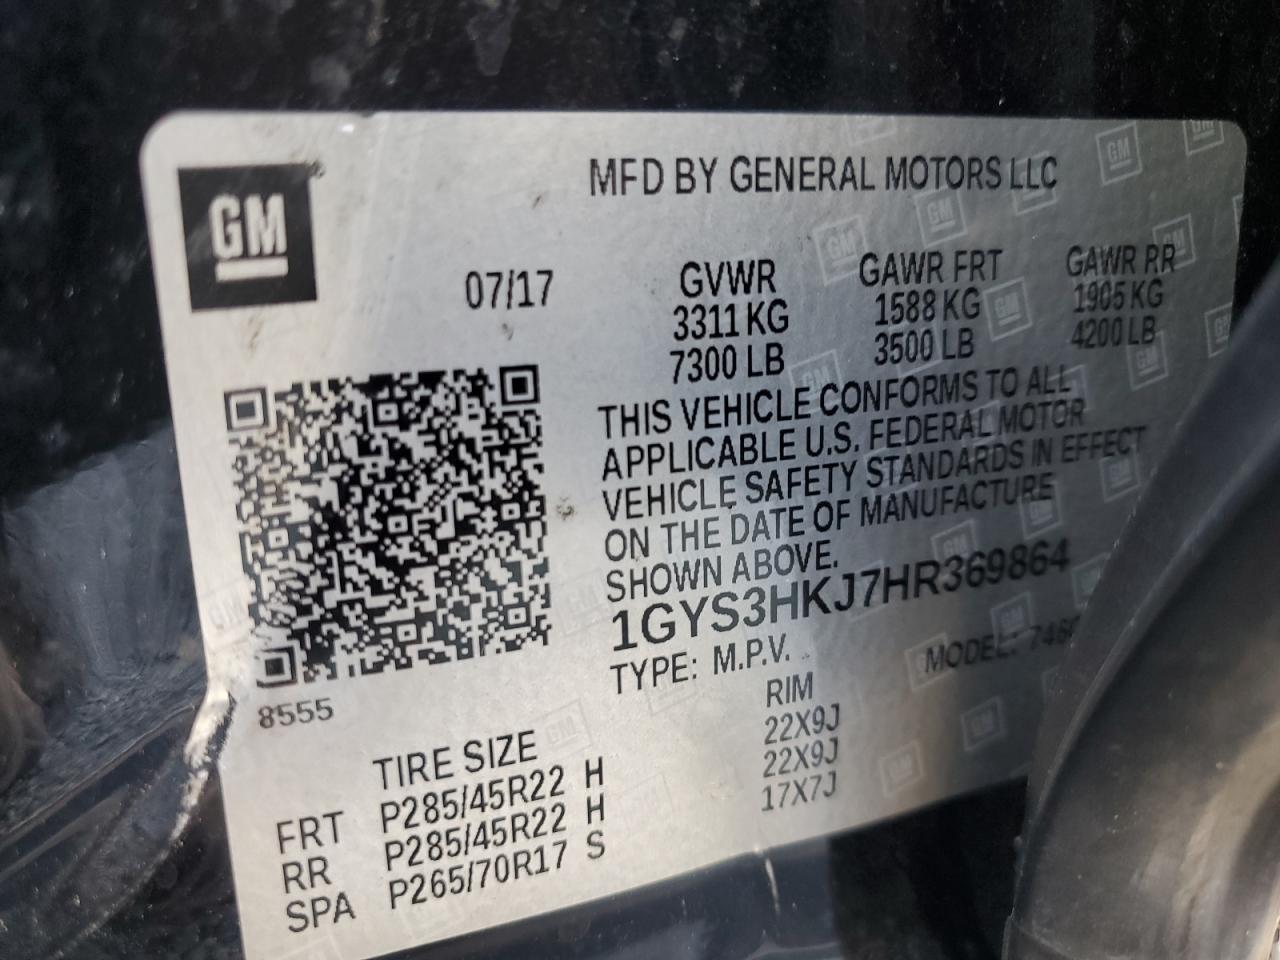 GM
MFD BY GENERAL MOTORS LLC
07/17
GVWR GAWR FRT GAWR RR
3311 KG 1588 KG 1905 KG
7300 LB 3500 LB 4200 LB
THIS VEHICLE CONFORMS TO ALL
APPLICABLE U.S. FEDERAL MOTOR
VEHICLE SAFETY STANDARDS IN EFFECT
ON THE DATE OF MANUFACTURE
SHOWN ABOVE.
1GYS3HKJ7HR369864
TYPE: M.P.V. MODEL:
8555
TIRE SIZE RIM
FRT P285/45R22 H 22X9J
RR P285/45R22 H 22X9J
SPA P265/70R17 S 17X7J